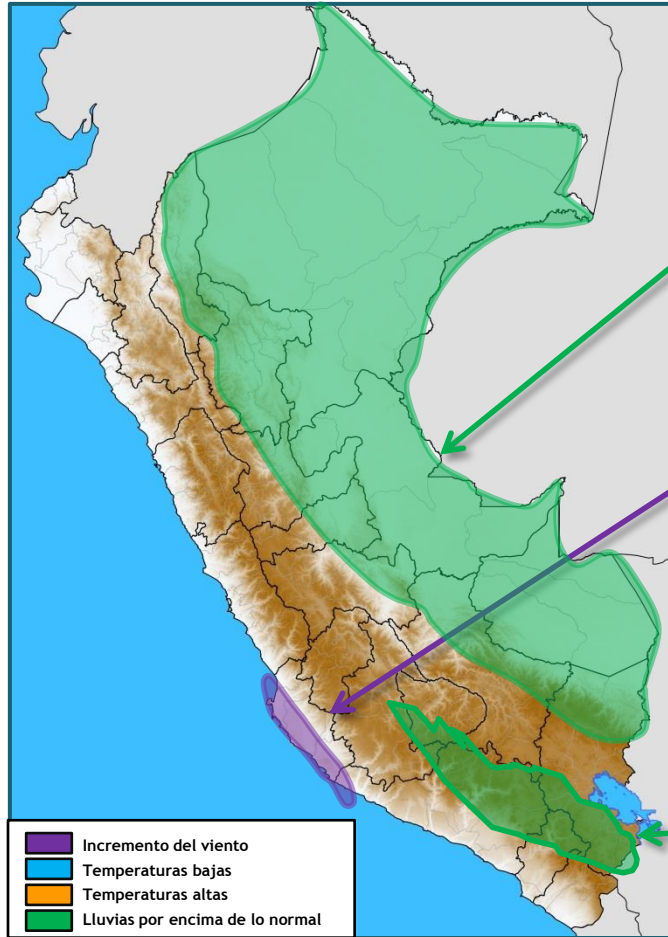 Incremento del viento
Temperaturas bajas
Temperaturas altas
Lluvias por encima de lo normal